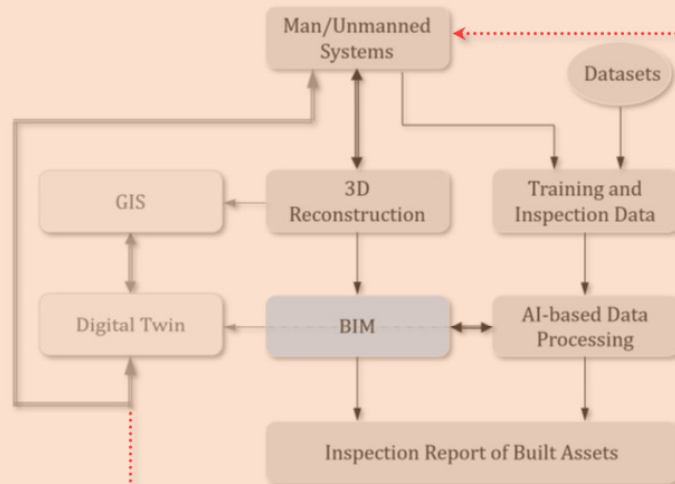 Man/Unmanned
Systems
Datasets
GIS
3D
Reconstruction
Training and
Inspection Data
Digital Twin
BIM
AI-based Data
Processing
Inspection Report of Built Assets